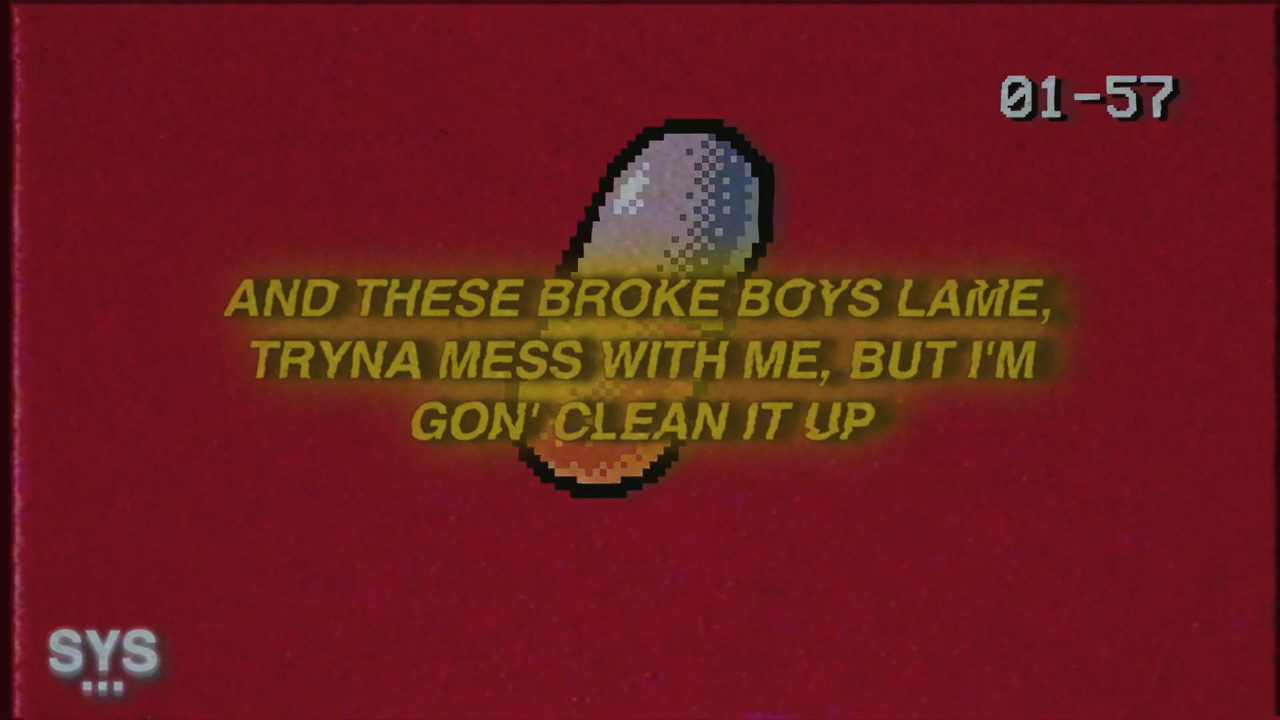 01-57
AND THESE BROKE BOYS LAME,
TRYNA MESS WITH ME, BUT I'M
GON' CLEAN IT UP
SYS